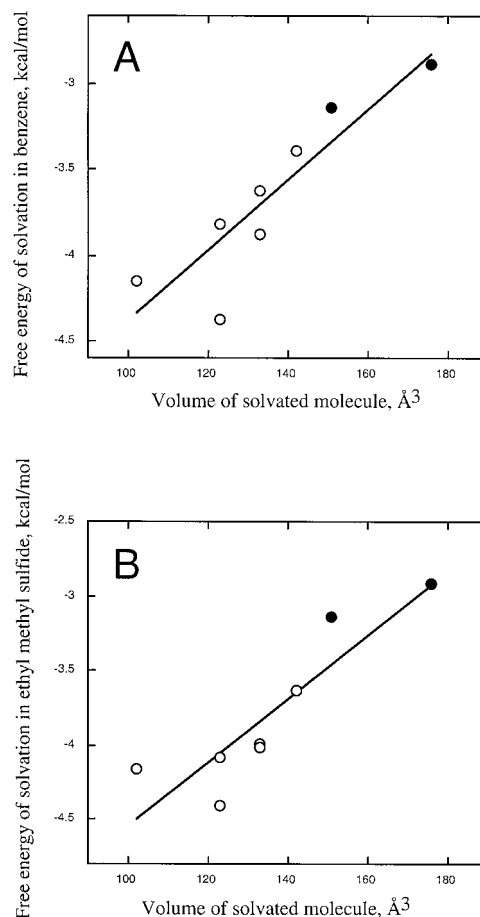 A
Free energy of solvation in benzene, kcal/mol
-3
-3.5
-4
-4.5
100 120 140 160 180
Volume of solvated molecule, Å3
B
Free energy of solvation in ethyl methyl sulfide, kcal/mol
-2.5
-3
-3.5
-4
-4.5
100 120 140 160 180
Volume of solvated molecule, Å3